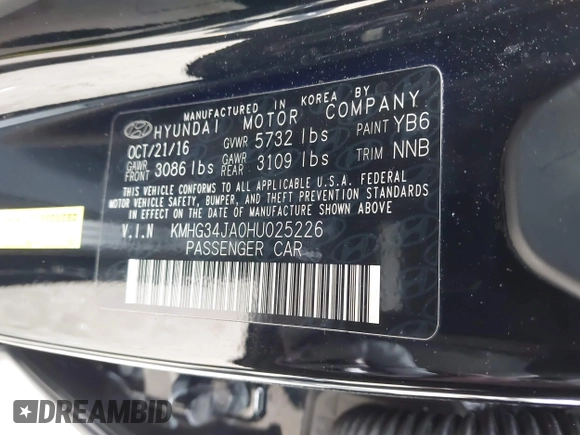 MANUFACTURED IN KOREA BY
HYUNDAI MOTOR COMPANY
OCT/21/16 GVWR 5732 lbs PAINT YB6
GAWR FRONT 3086 lbs GAWR REAR 3109 lbs TRIM NNB
THIS VEHICLE CONFORMS TO ALL APPLICABLE U.S.A. FEDERAL
MOTOR VEHICLE SAFETY, BUMPER, AND THEFT PREVENTION STANDARDS
IN EFFECT ON THE DATE OF MANUFACTURE SHOWN ABOVE
V.I.N KMHG34JA0HU025226
PASSENGER CAR
DREAMBID